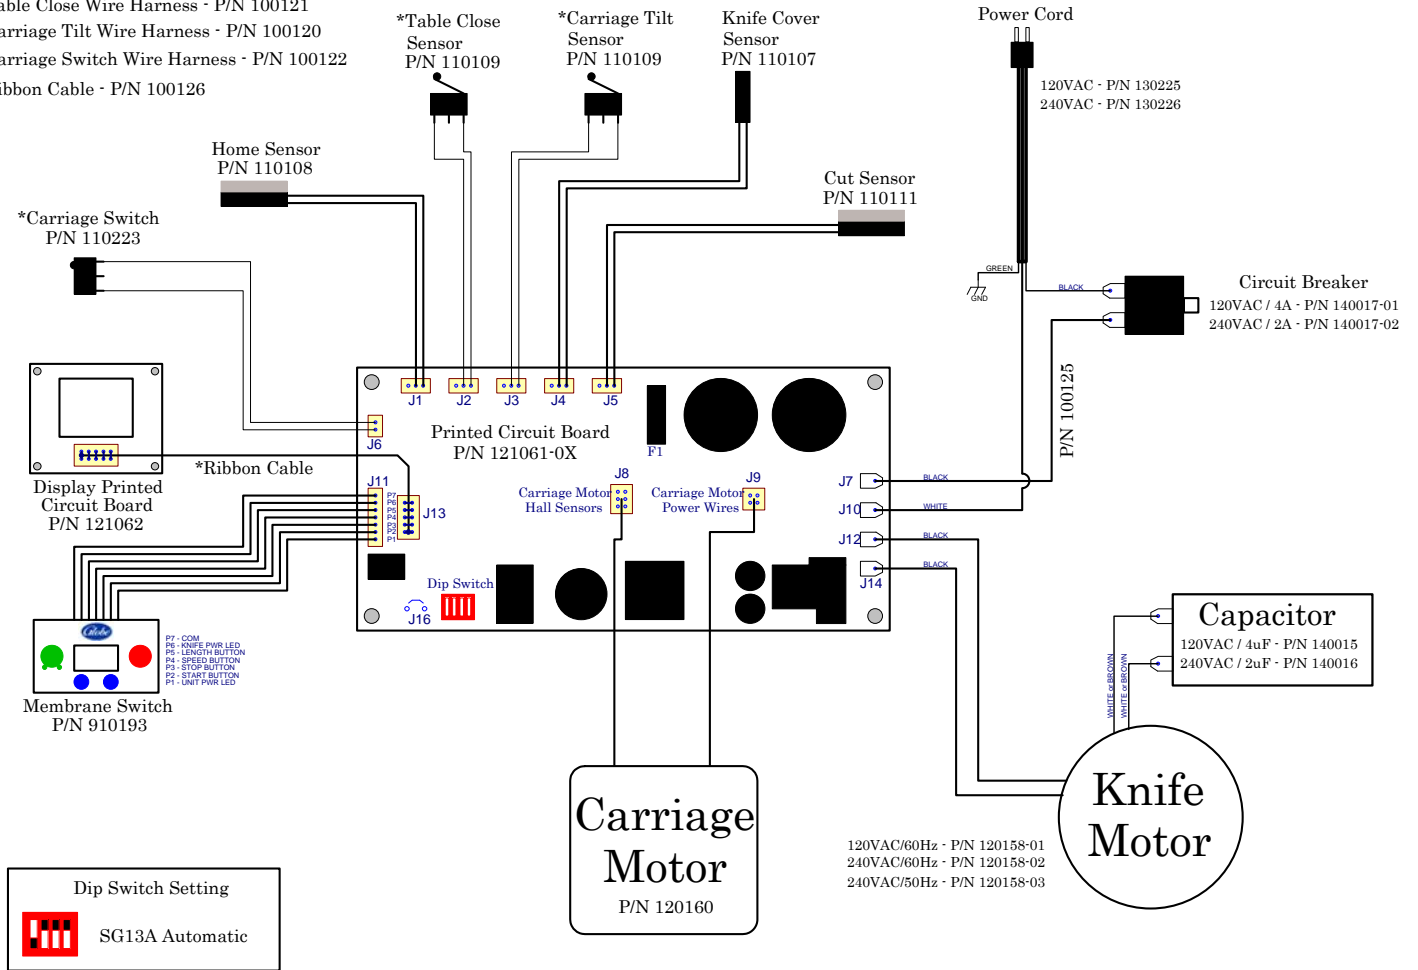 able Close Wire Harness - P/N 100121
arriage Tilt Wire Harness - P/N 100120
arriage Switch Wire Harness - P/N 100122
ibbon Cable - P/N 100126
*Table Close
Sensor
P/N 110109
*Carriage Tilt
Sensor
P/N 110109
Knife Cover
Sensor
P/N 110107
Power Cord
120VAC - P/N 130225
240VAC - P/N 130226
Home Sensor
P/N 110108
Cut Sensor
P/N 110111
*Carriage Switch
P/N 110223
GREEN
GND
BLACK
Circuit Breaker
120VAC / 4A - P/N 140017-01
240VAC / 2A - P/N 140017-02
P/N 100125
J1
J2
J3
J4
J5
J6
Printed Circuit Board
P/N 121061-0X
F1
*Ribbon Cable
Display Printed
Circuit Board
P/N 121062
J11
P7
P6
P5
P4
P3
P2
P1
J13
J8
Carriage Motor
Hall Sensors
J9
Carriage Motor
Power Wires
J7
BLACK
J10
WHITE
J12
BLACK
J14
BLACK
Dip Switch
J16
Globe
P7 - COM
P6 - KNIFE PWR LED
P5 - LENGTH BUTTON
P4 - SPEED BUTTON
P3 - STOP BUTTON
P2 - START BUTTON
P1 - UNIT PWR LED
Membrane Switch
P/N 910193
Capacitor
120VAC / 4uF - P/N 140015
240VAC / 2uF - P/N 140016
WHITE or BROWN
WHITE or BROWN
Knife
Motor
120VAC/60Hz - P/N 120158-01
240VAC/60Hz - P/N 120158-02
240VAC/50Hz - P/N 120158-03
Carriage
Motor
P/N 120160
Dip Switch Setting
SG13A Automatic